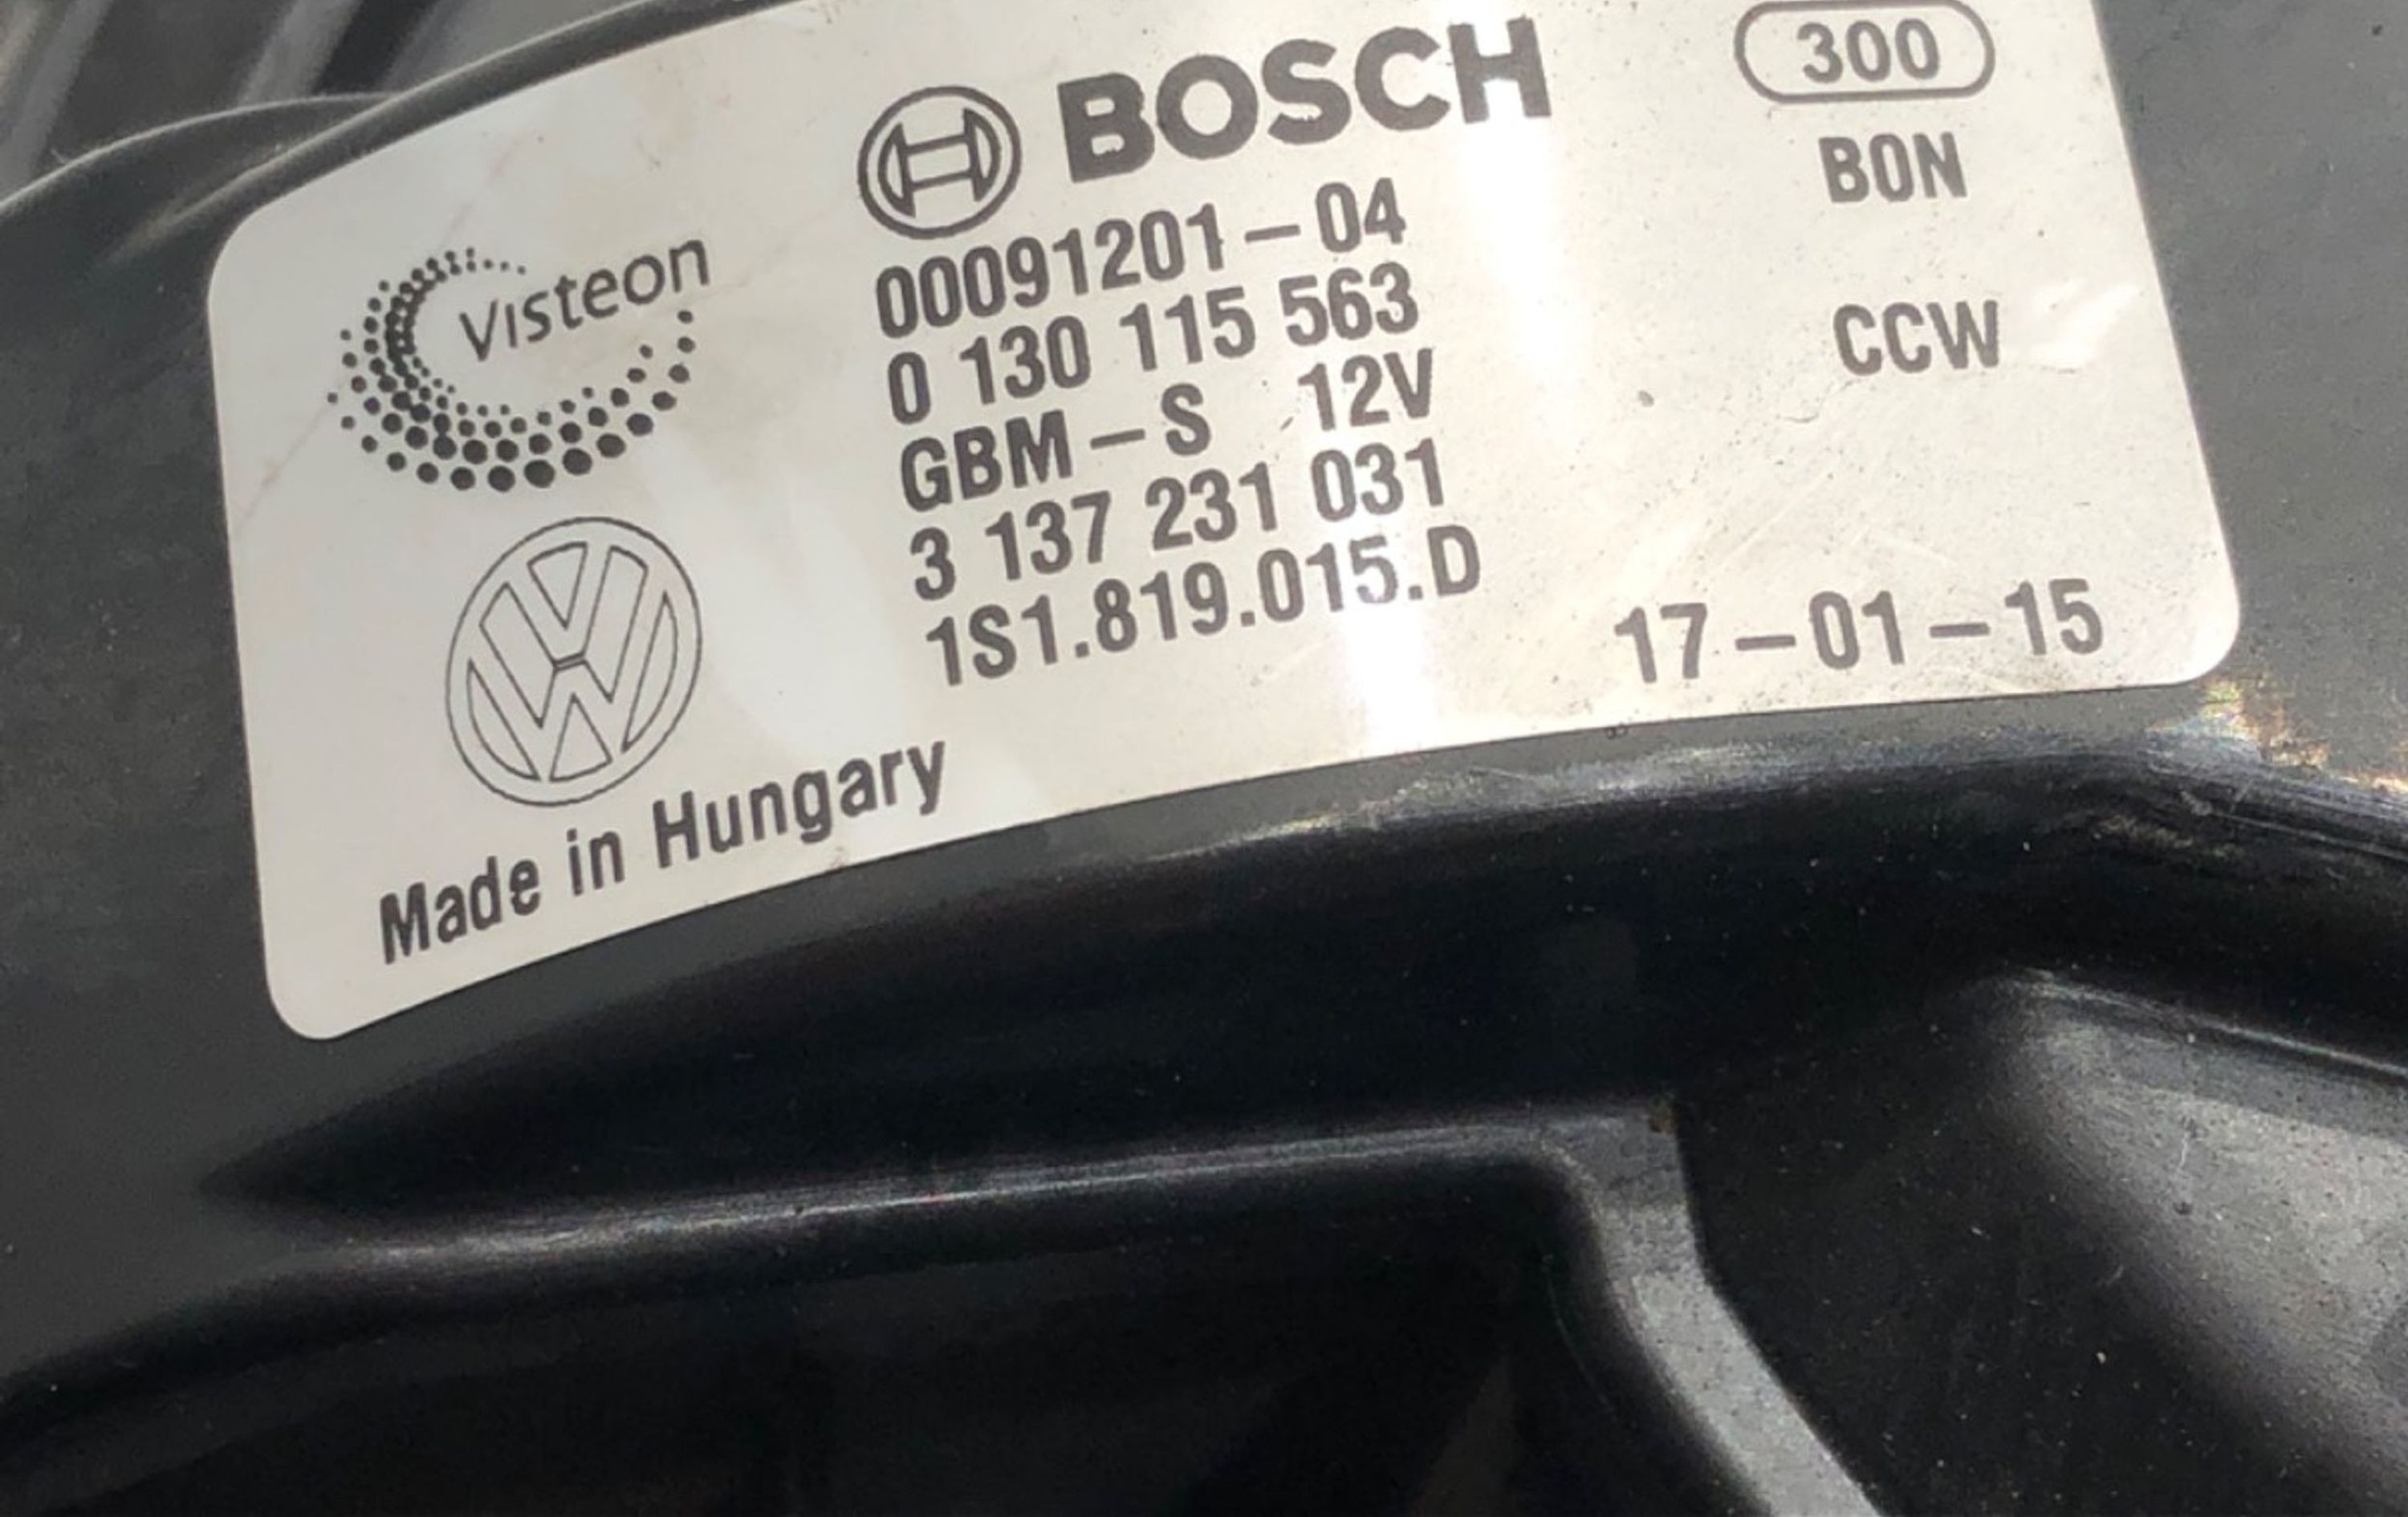 BOSCH
300
BON
CCW
Visteon
00091201-04
0 130 115 563
GBM-S 12V
3 137 231 031
1S1.819.015.D
17-01-15
Made in Hungary